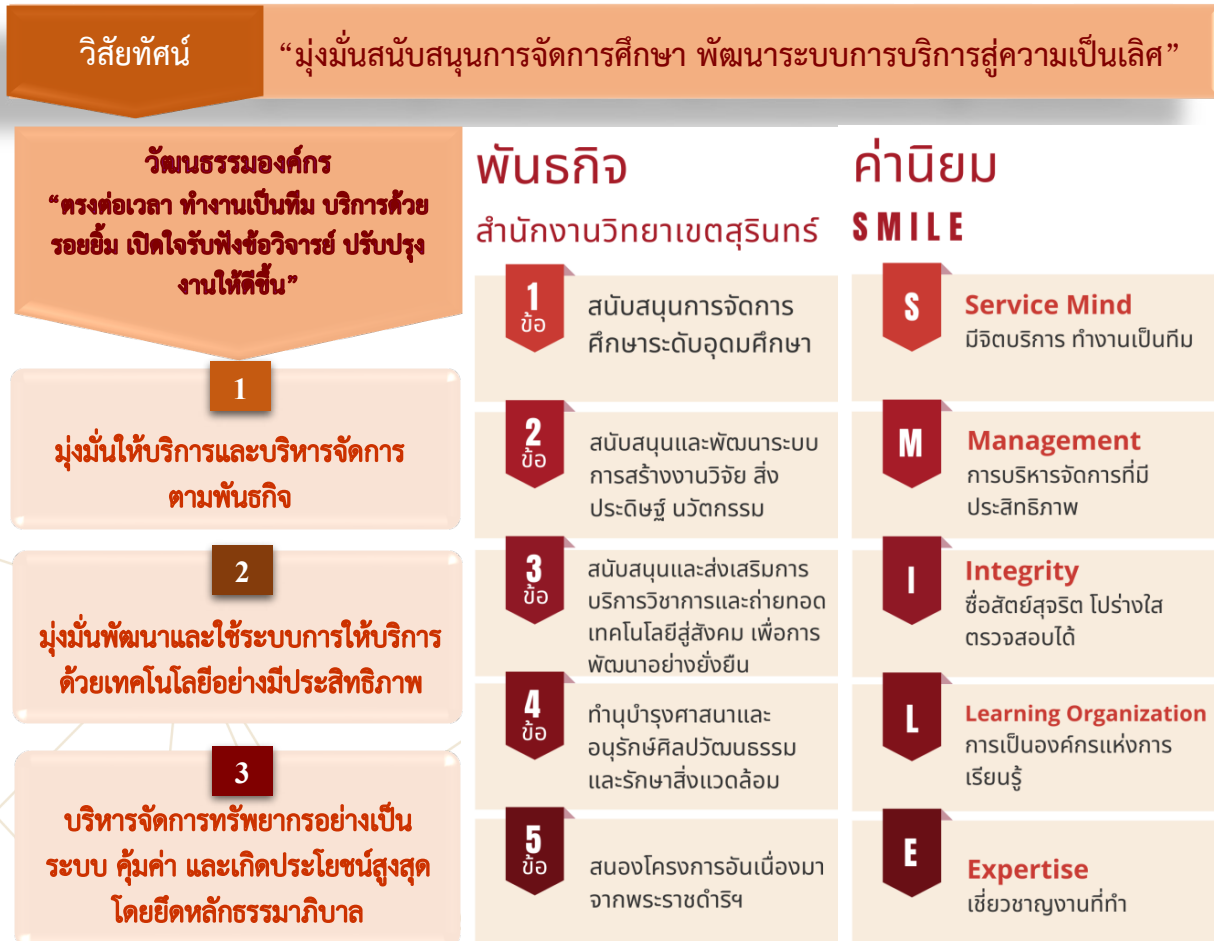 วิสัยทัศน์
“มุ่งมั่นสนับสนุนการจัดการศึกษา พัฒนาระบบการบริการสู่ความเป็นเลิศ”
วัฒนธรรมองค์กร
“ตรงต่อเวลา ทำงานเป็นทีม บริการด้วย
รอยยิ้ม เปิดใจรับฟังข้อวิจารย์ ปรับปรุง
งานให้ดีขึ้น”
1
มุ่งมั่นให้บริการและบริหารจัดการ
ตามพันธกิจ
2
มุ่งมั่นพัฒนาและใช้ระบบการให้บริการ
ด้วยเทคโนโลยีอย่างมีประสิทธิภาพ
3
บริหารจัดการทรัพยากรอย่างเป็น
ระบบ คุ้มค่า และเกิดประโยชน์สูงสุด
โดยยึดหลักธรรมาภิบาล
พันธกิจ
สำนักงานวิทยาเขตสุรินทร์
1
ข้อ
สนับสนุนการจัดการ
ศึกษาระดับอุดมศึกษา
2
ข้อ
สนับสนุนและพัฒนาระบบ
การสร้างงานวิจัย สิ่ง
ประดิษฐ์ นวัตกรรม
3
ข้อ
สนับสนุนและส่งเสริมการ
บริการวิชาการและถ่ายทอด
เทคโนโลยีสู่สังคม เพื่อการ
พัฒนาอย่างยั่งยืน
4
ข้อ
ทำนุบำรุงศาสนาและ
อนุรักษ์ศิลปวัฒนธรรม
และรักษาสิ่งแวดล้อม
5
ข้อ
สนองโครงการอันเนื่องมา
จากพระราชดำริฯ
ค่านิยม
SMILE
S
Service Mind
มีจิตบริการ ทำงานเป็นทีม
M
Management
การบริหารจัดการที่มี
ประสิทธิภาพ
I
Integrity
ซื่อสัตย์สุจริต โปร่างใส
ตรวจสอบได้
L
Learning Organization
การเป็นองค์กรแห่งการ
เรียนรู้
E
Expertise
เชี่ยวชาญงานที่ทำ